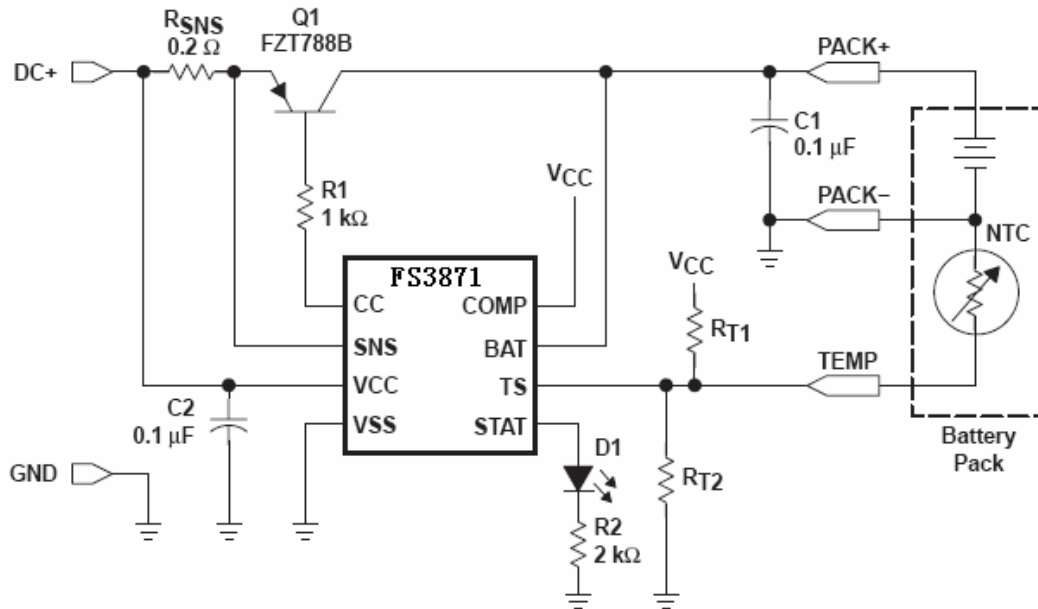 RSNS
0.2 Ω
Q1
FZT788B
DC+
PACK+
C1
0.1 µF
R1
1 kΩ
VCC
PACK−
NTC
FS3871
VCC
CC
COMP
RT1
SNS
BAT
TEMP
VCC
TS
C2
0.1 µF
VSS
STAT
D1
Battery
Pack
GND
RT2
R2
2 kΩ